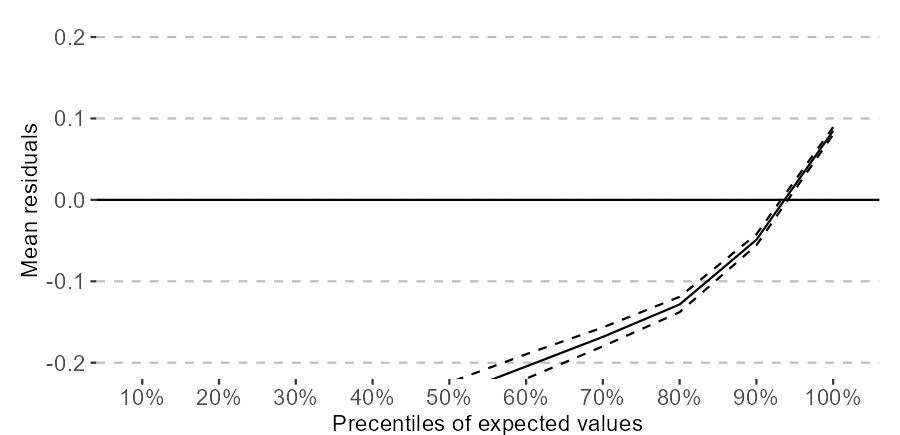 0.2
0.1
0.0
-0.1
-0.2
Mean residuals
10% 20% 30% 40% 50% 60% 70% 80% 90% 100%
Precentiles of expected values